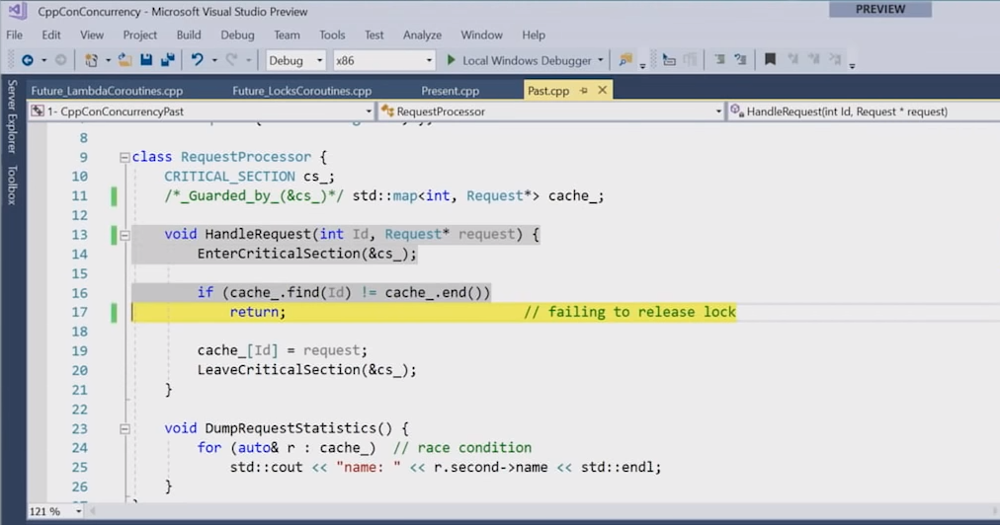 CppConConcurrency - Microsoft Visual Studio Preview
PREVIEW
File Edit View Project Build Debug Team Tools Test Analyze Window Help
Debug x86 Local Windows Debugger
Server Explorer
Toolbox
Future_LambdaCoroutines.cpp Future_LocksCoroutines.cpp Present.cpp Past.cpp
1- CppConConcurrencyPast RequestProcessor HandleRequest(int Id, Request * request)
8
9 class RequestProcessor {
10 CRITICAL_SECTION cs_;
11 /*_Guarded_by_(&cs_)*/ std::map<int, Request*> cache_;
12
13 void HandleRequest(int Id, Request* request) {
14 EnterCriticalSection(&cs_);
15
16 if (cache_.find(Id) != cache_.end())
17 return; // failing to release lock
18
19 cache_[Id] = request;
20 LeaveCriticalSection(&cs_);
21 }
22
23 void DumpRequestStatistics() {
24 for (auto& r : cache_) // race condition
25 std::cout << "name: " << r.second->name << std::endl;
26 }
121 %